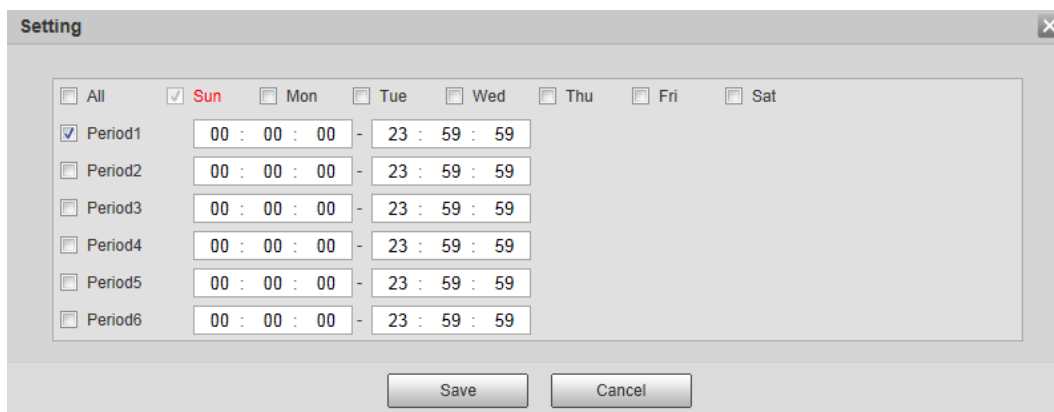 Setting
All Sun Mon Tue Wed Thu Fri Sat
Period1 00 : 00 : 00 - 23 : 59 : 59
Period2 00 : 00 : 00 - 23 : 59 : 59
Period3 00 : 00 : 00 - 23 : 59 : 59
Period4 00 : 00 : 00 - 23 : 59 : 59
Period5 00 : 00 : 00 - 23 : 59 : 59
Period6 00 : 00 : 00 - 23 : 59 : 59
Save Cancel